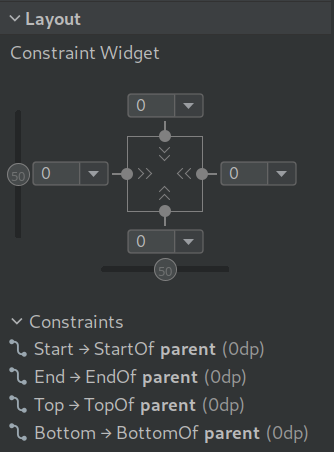 Layout
Constraint Widget
0
50
0
0
0
50
Constraints
Start → StartOf parent (0dp)
End → EndOf parent (0dp)
Top → TopOf parent (0dp)
Bottom → BottomOf parent (0dp)